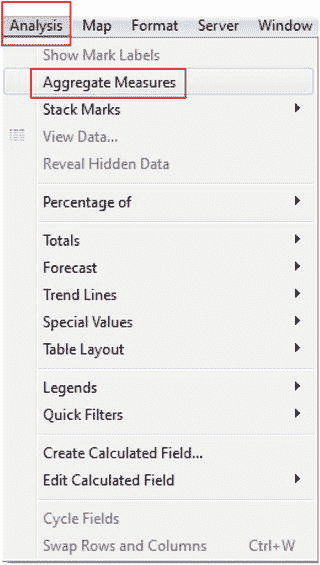 Analysis Map Format Server Window
Show Mark Labels
Aggregate Measures
Stack Marks
View Data...
Reveal Hidden Data
Percentage of
Totals
Forecast
Trend Lines
Special Values
Table Layout
Legends
Quick Filters
Create Calculated Field...
Edit Calculated Field
Cycle Fields
Swap Rows and Columns Ctrl+W